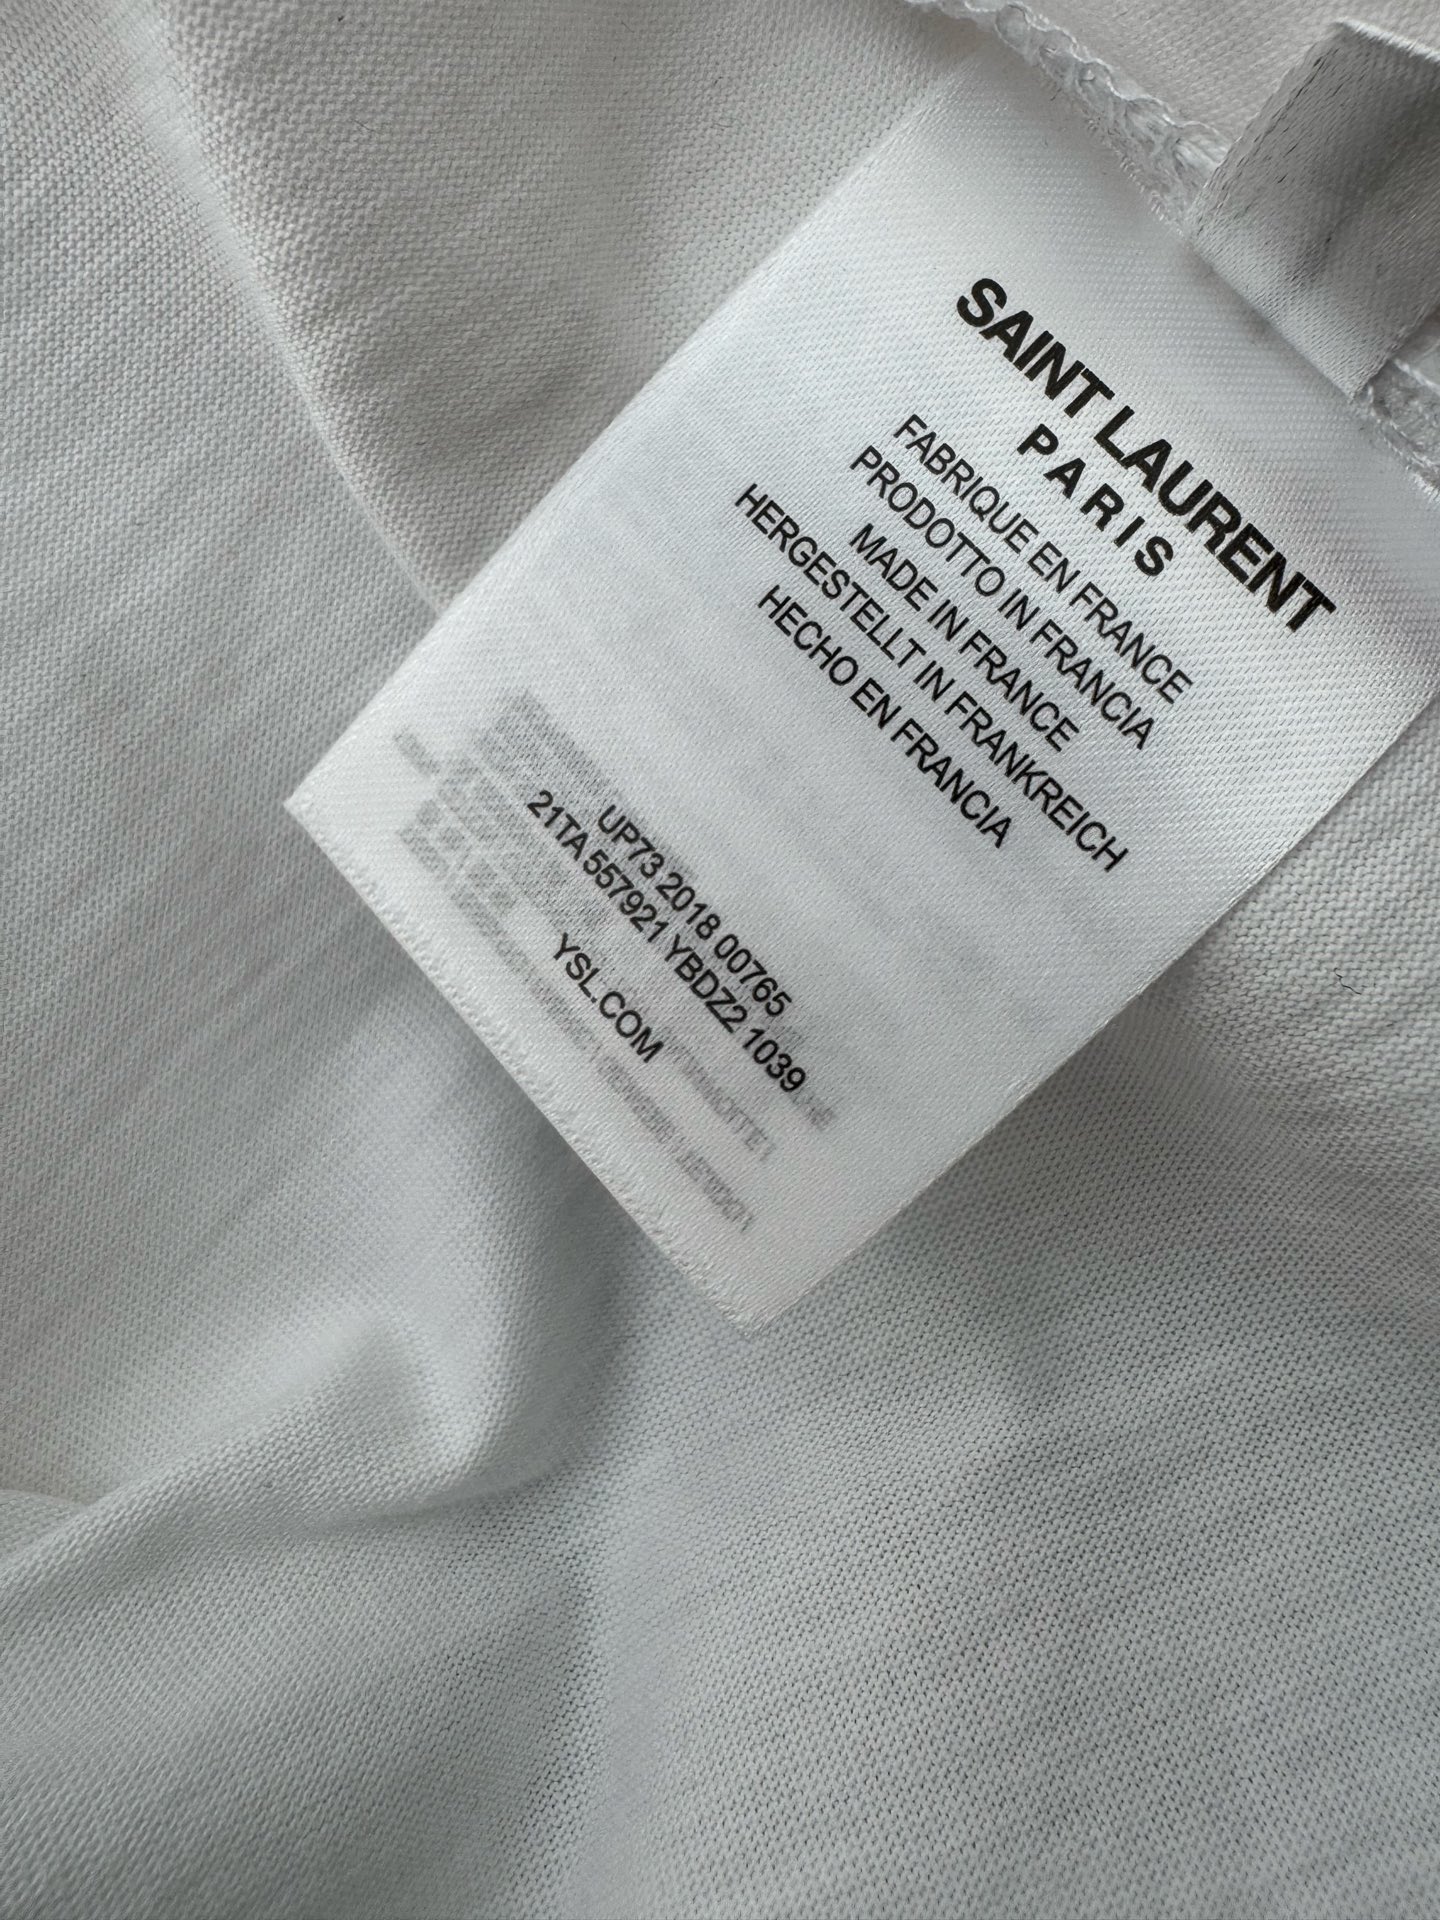 SAINT LAURENT
PARIS
FABRIQUE EN FRANCE
PRODOTTO IN FRANCIA
MADE IN FRANCE
HERGESTELLT IN FRANKREICH
HECHO EN FRANCIA
UP73 2018 00765
21TA 557921 YBDZ2 1039
YSL.COM